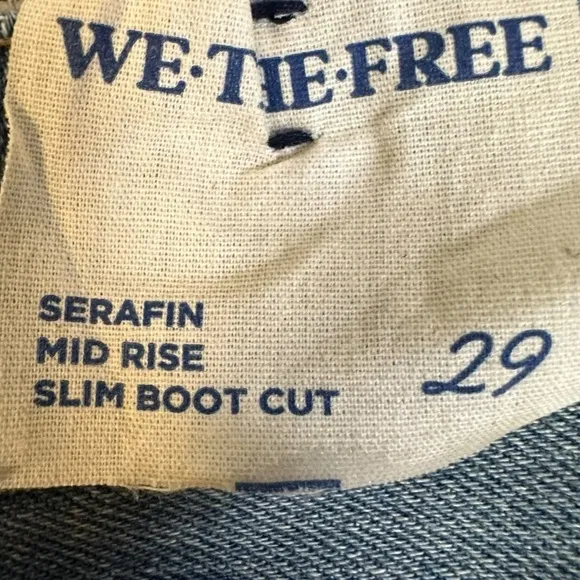 WE·THE·FREE
SERAFIN
MID RISE
SLIM BOOT CUT
29